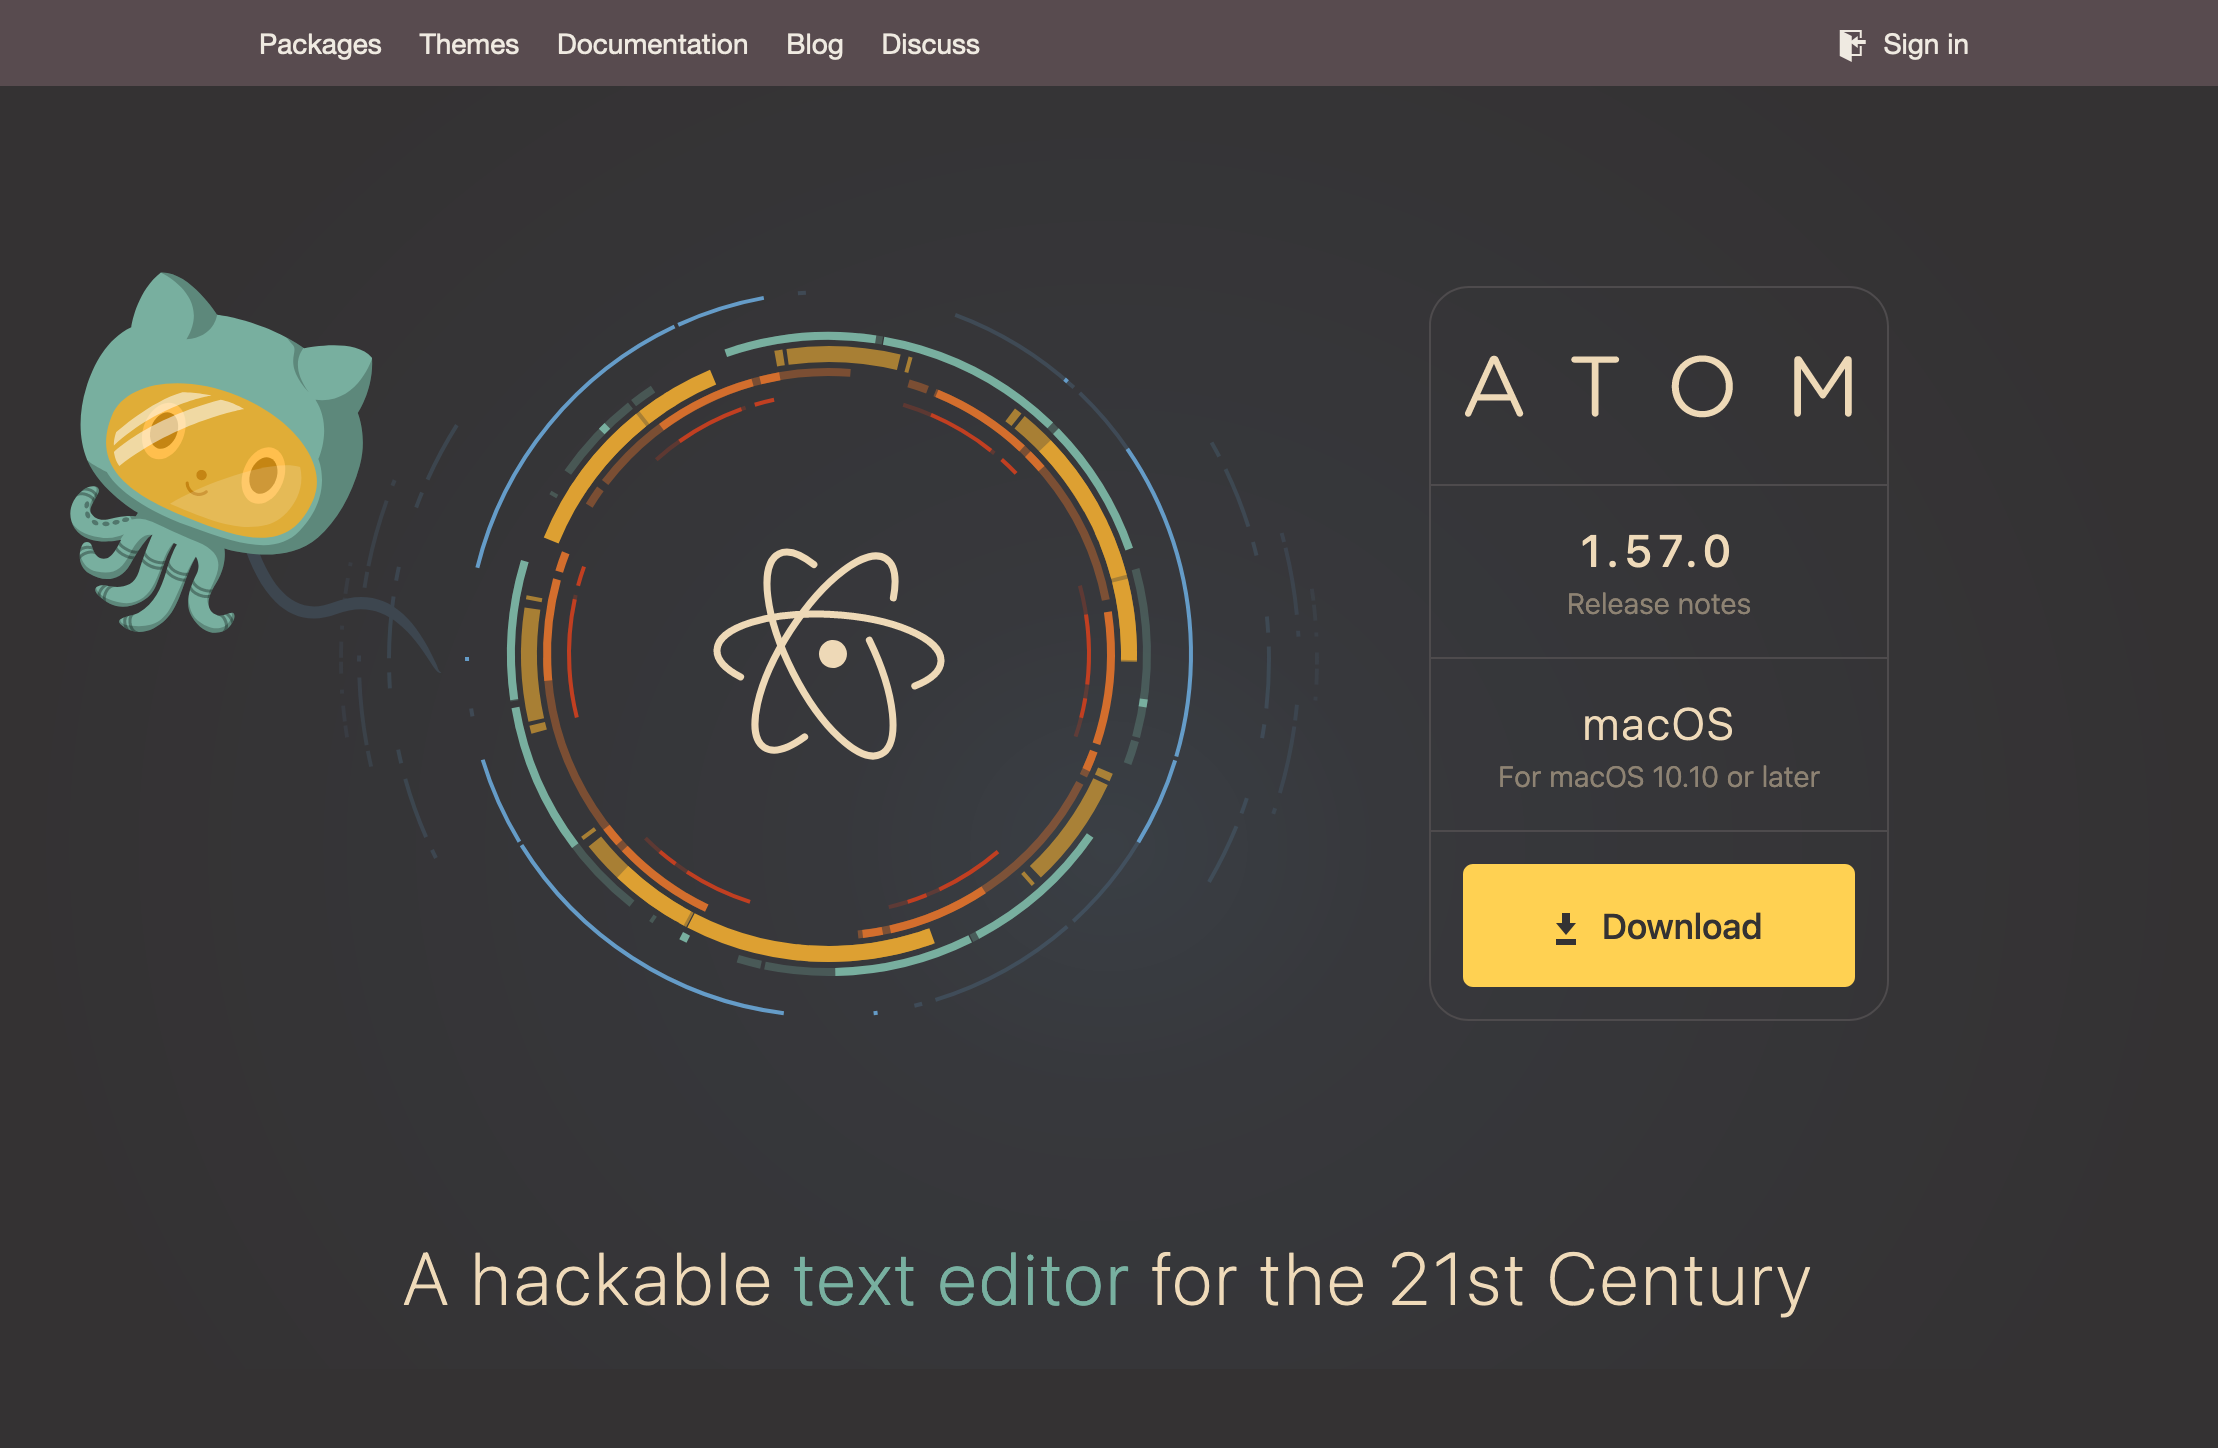 Packages Themes Documentation Blog Discuss Sign in
ATOM
1.57.0
Release notes
macOS
For macOS 10.10 or later
Download
A hackable text editor for the 21st Century